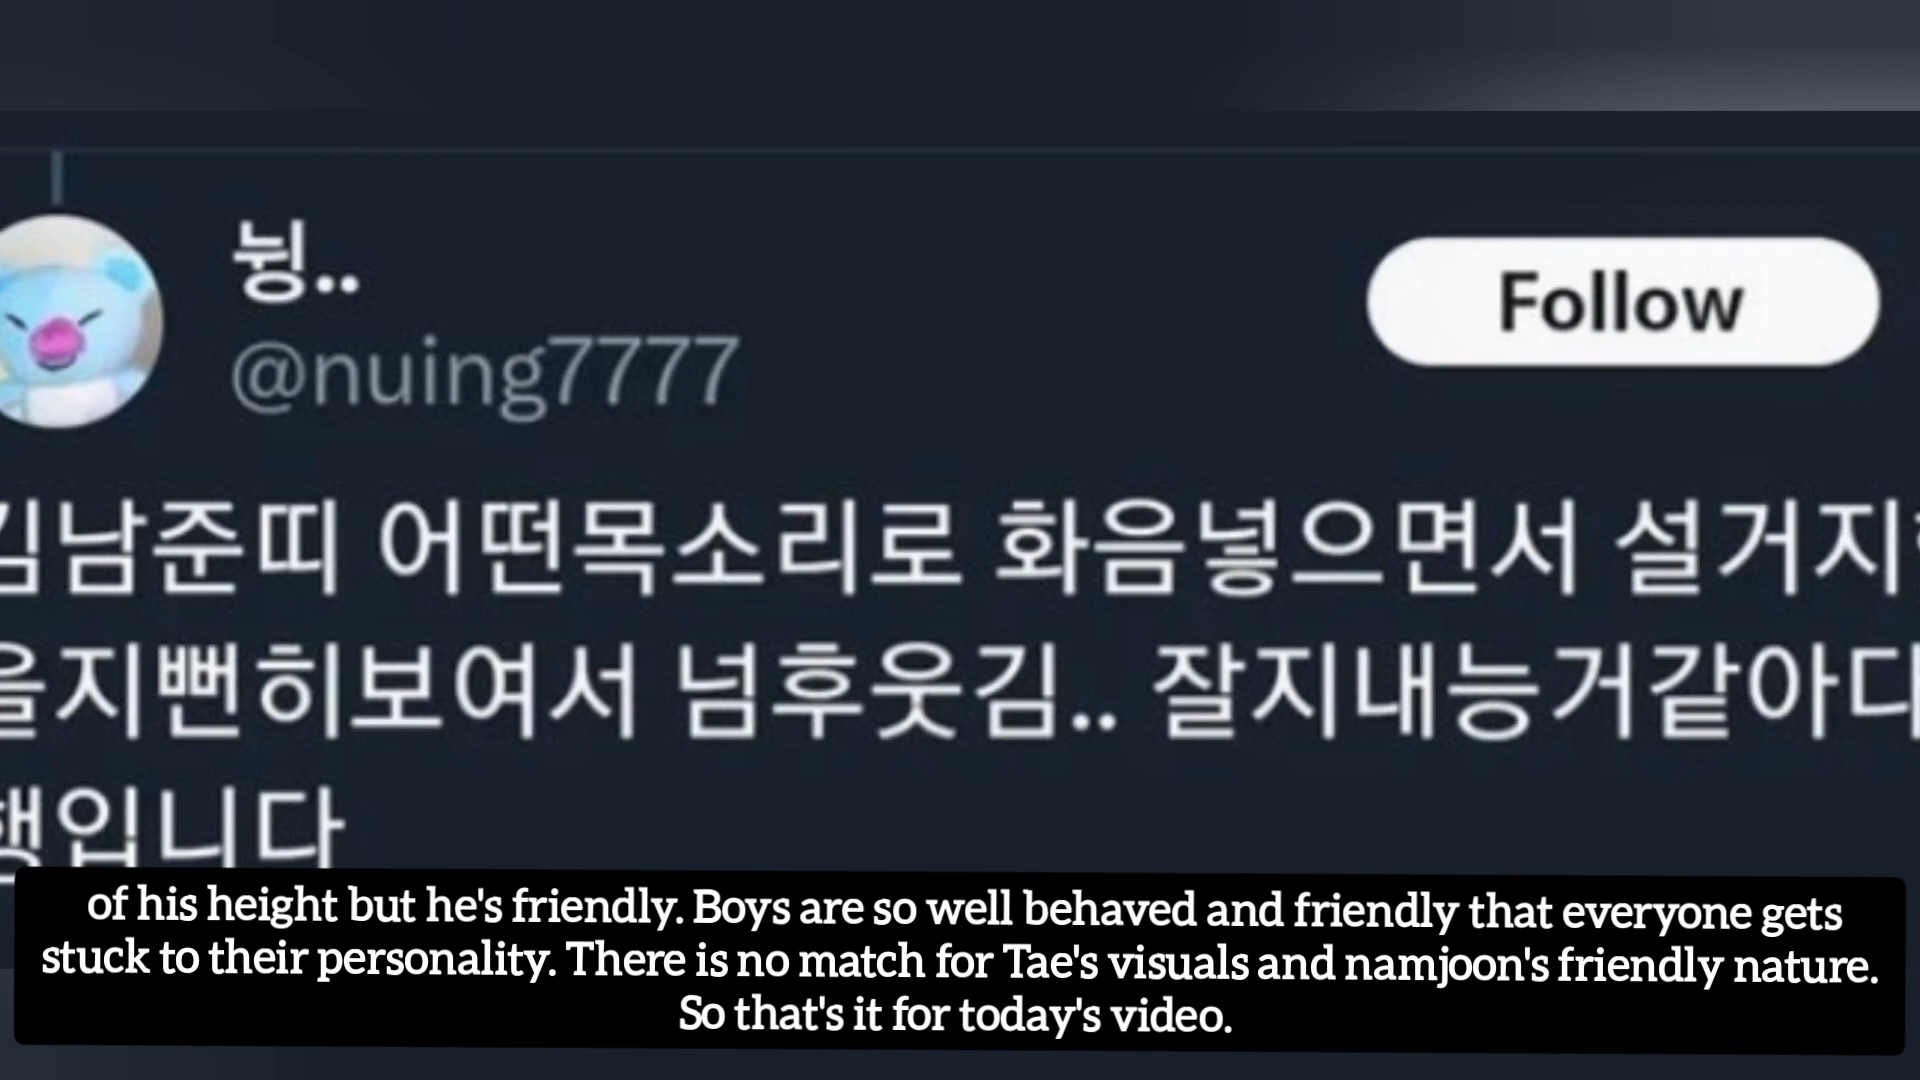 뉭..
@nuing7777
Follow
김남준띠 어떤목소리로 화음넣으면서 설거지
을지뻔히보여서 넘후웃김.. 잘지내능거같아다
행입니다
of his height but he's friendly. Boys are so well behaved and friendly that everyone gets
stuck to their personality. There is no match for Tae's visuals and namjoon's friendly nature.
So that's it for today's video.